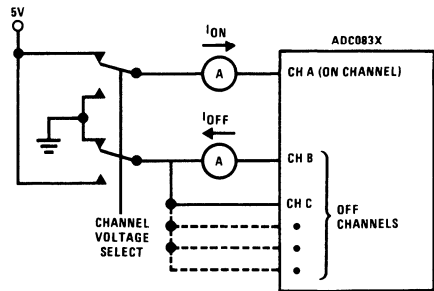 5V
ION
ADC083X
A
CH A (ON CHANNEL)
IOFF
A
CH B
CH C
OFF
CHANNELS
CHANNEL
VOLTAGE
SELECT